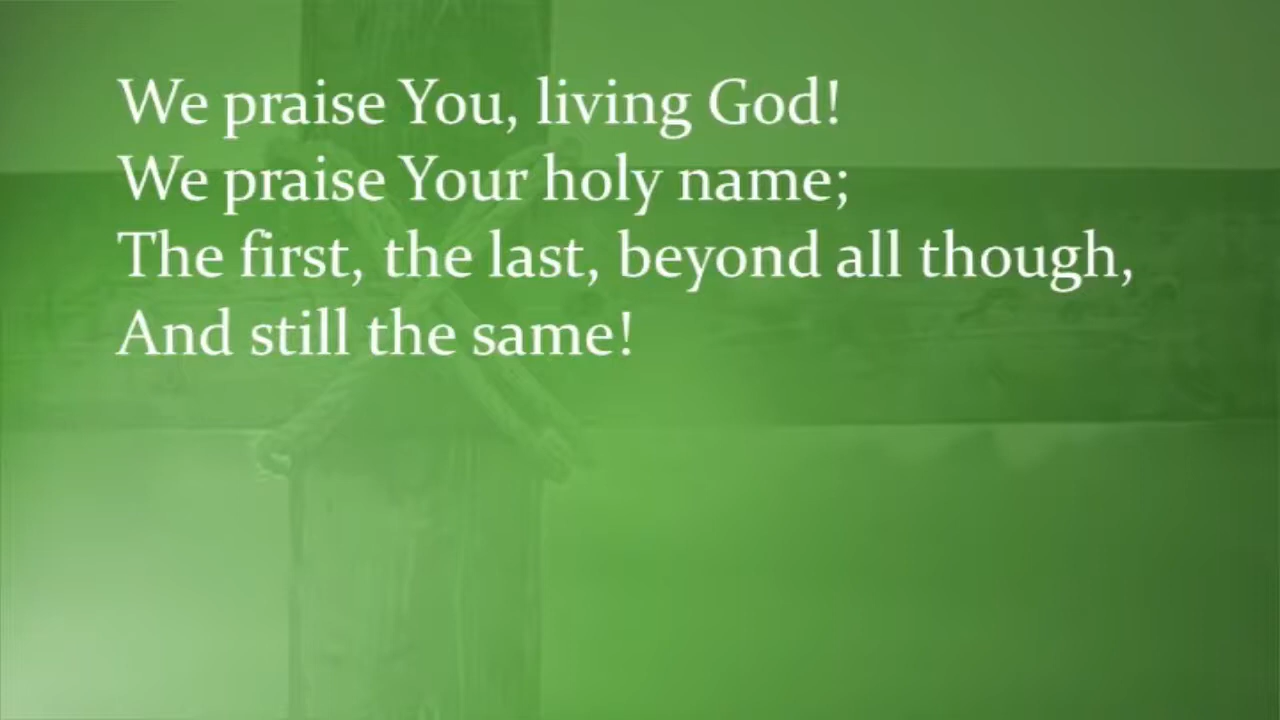 We praise You, living God!
We praise Your holy name;
The first, the last, beyond all though,
And still the same!